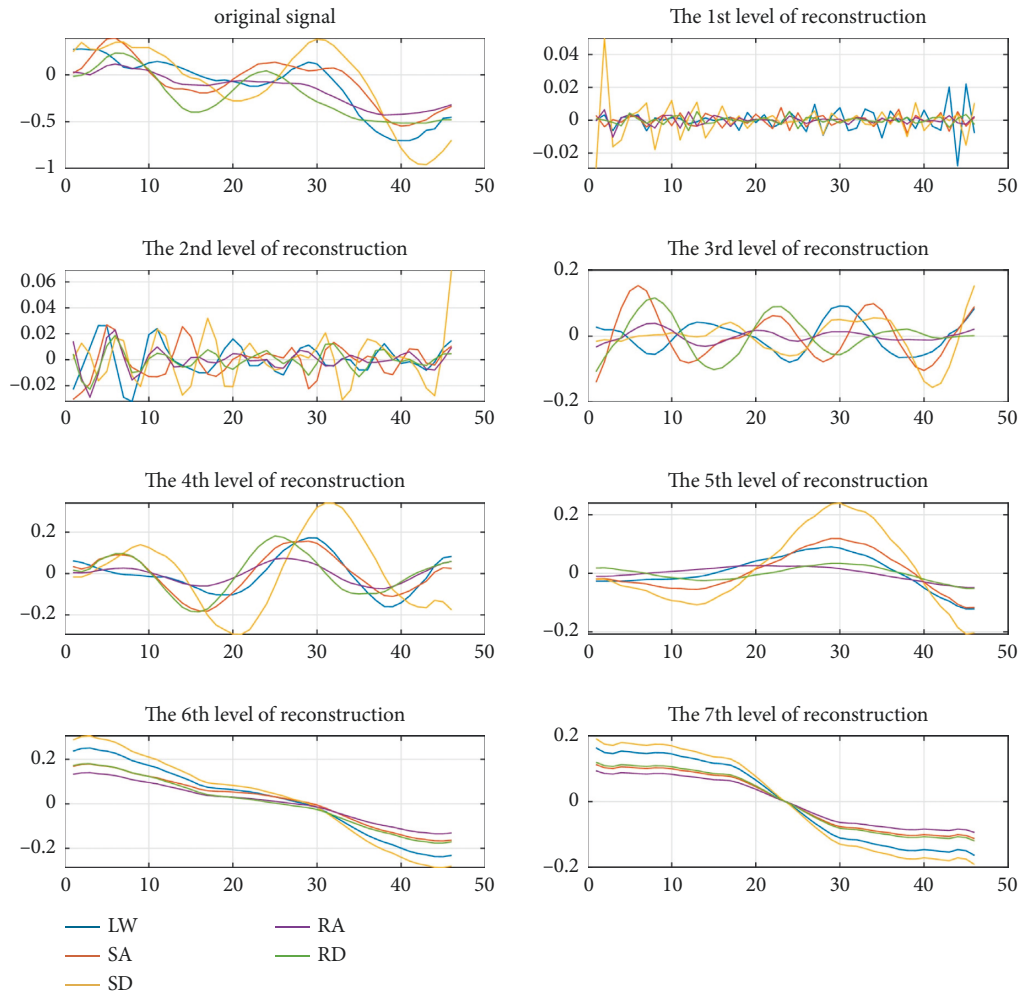 original signal
0
−0.5
−1
0 10 20 30 40 50
The 1st level of reconstruction
0.04
0.02
0
−0.02
0 10 20 30 40 50
The 2nd level of reconstruction
0.06
0.04
0.02
0
−0.02
0 10 20 30 40 50
The 3rd level of reconstruction
0.2
0
−0.2
0 10 20 30 40 50
The 4th level of reconstruction
0.2
0
−0.2
0 10 20 30 40 50
The 5th level of reconstruction
0.2
0
−0.2
0 10 20 30 40 50
The 6th level of reconstruction
0.2
0
−0.2
0 10 20 30 40 50
The 7th level of reconstruction
0.2
0
−0.2
0 10 20 30 40 50
LW
SA
SD
RA
RD